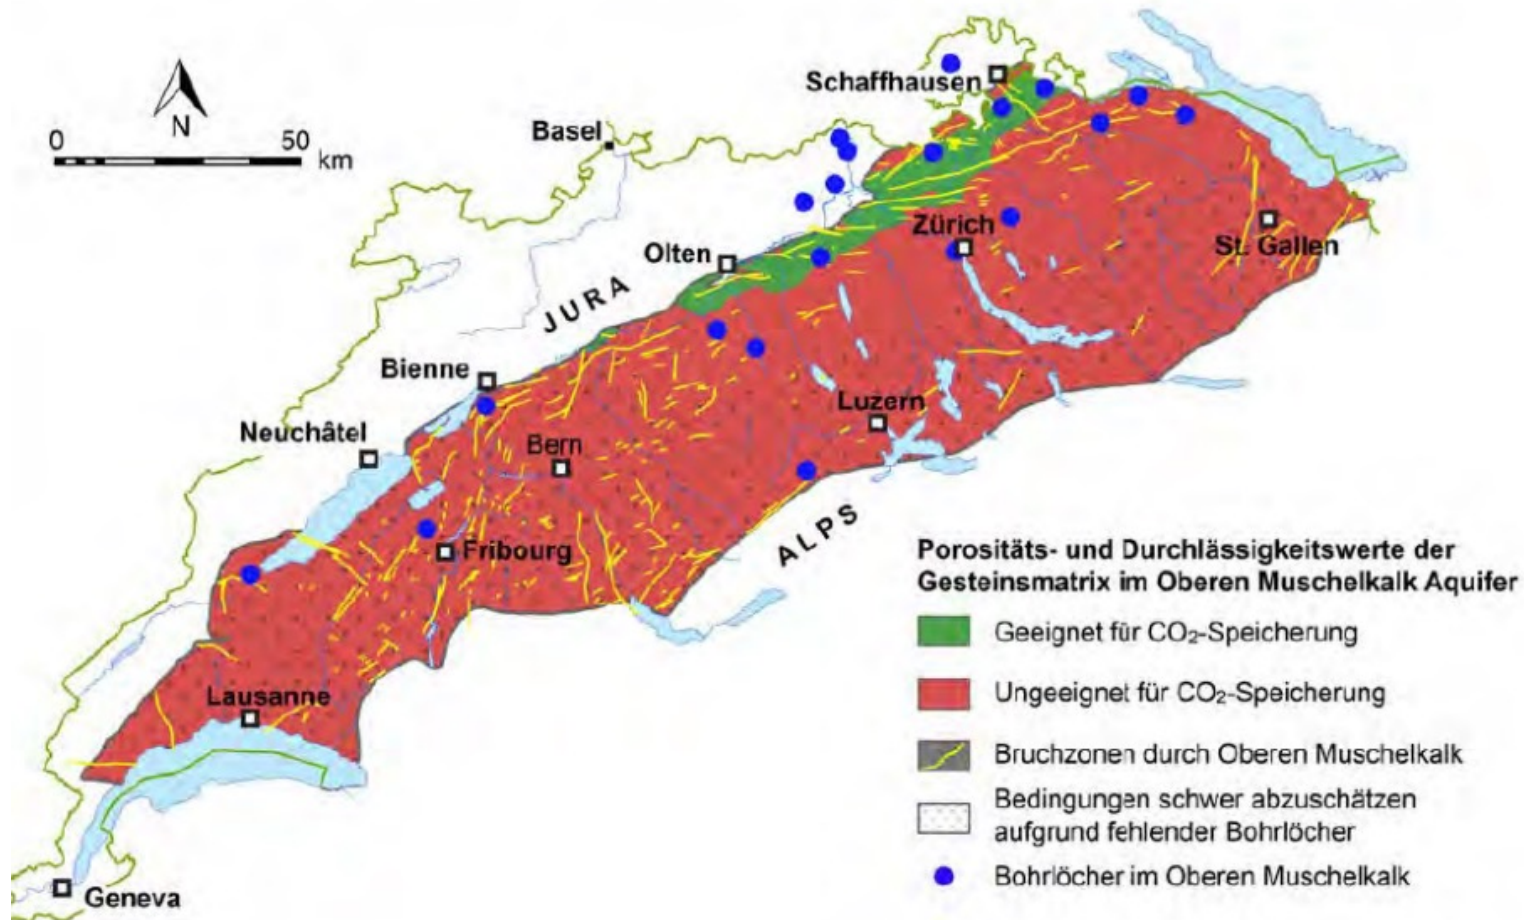 Schaffhausen
N
0 50 km
Basel
Zürich
St. Gallen
Olten
JURA
Bienne
Luzern
Neuchâtel
Bern
ALPS
Fribourg
Lausanne
Geneva
Porositäts- und Durchlässigkeitswerte der
Gesteinsmatrix im Oberen Muschelkalk Aquifer
Geeignet für CO₂-Speicherung
Ungeeignet für CO₂-Speicherung
Bruchzonen durch Oberen Muschelkalk
Bedingungen schwer abzuschätzen
aufgrund fehlender Bohrlöcher
Bohrlöcher im Oberen Muschelkalk